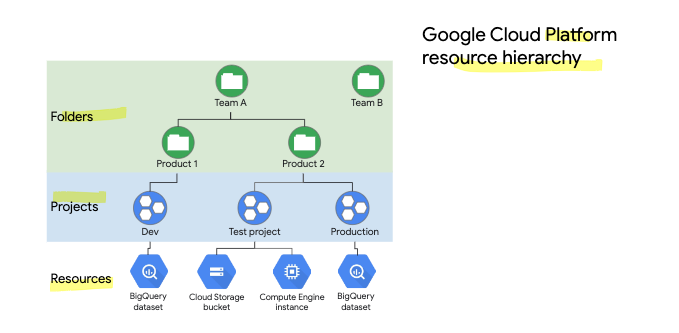 Google Cloud Platform
resource hierarchy
Team A
Team B
Folders
Product 1
Product 2
Projects
Dev
Test project
Production
Resources
BigQuery
dataset
Cloud Storage
bucket
Compute Engine
instance
BigQuery
dataset